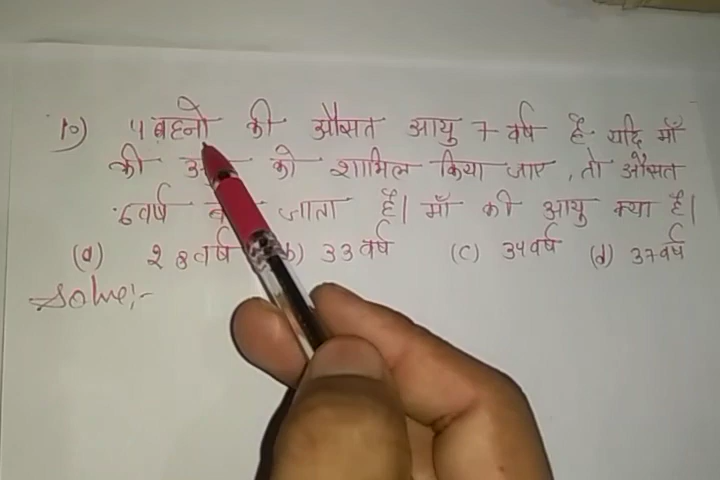 10) 4 बहनो की औसत आयु 7 वर्ष है यदि माँ
की को शामिल किया जाए , तो औसत
6 वर्ष जाता है। माँ की आयु क्या है।
(a) 28 वर्ष (b) 33 वर्ष (c) 34 वर्ष (d) 37 वर्ष
Solve:-